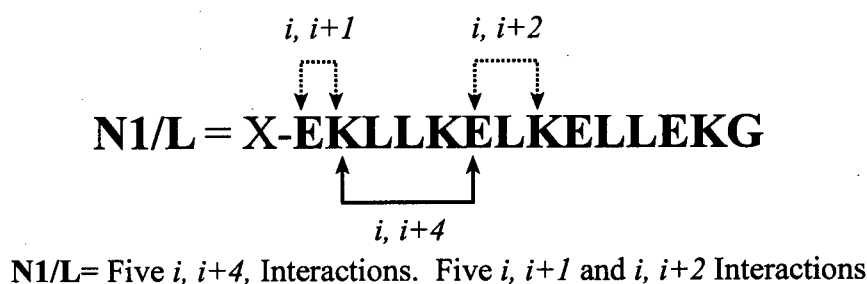 i, i+1 i, i+2
N1/L = X-EKLLKELKELLEKG
i, i+4
N1/L= Five i, i+4, Interactions. Five i, i+1 and i, i+2 Interactions